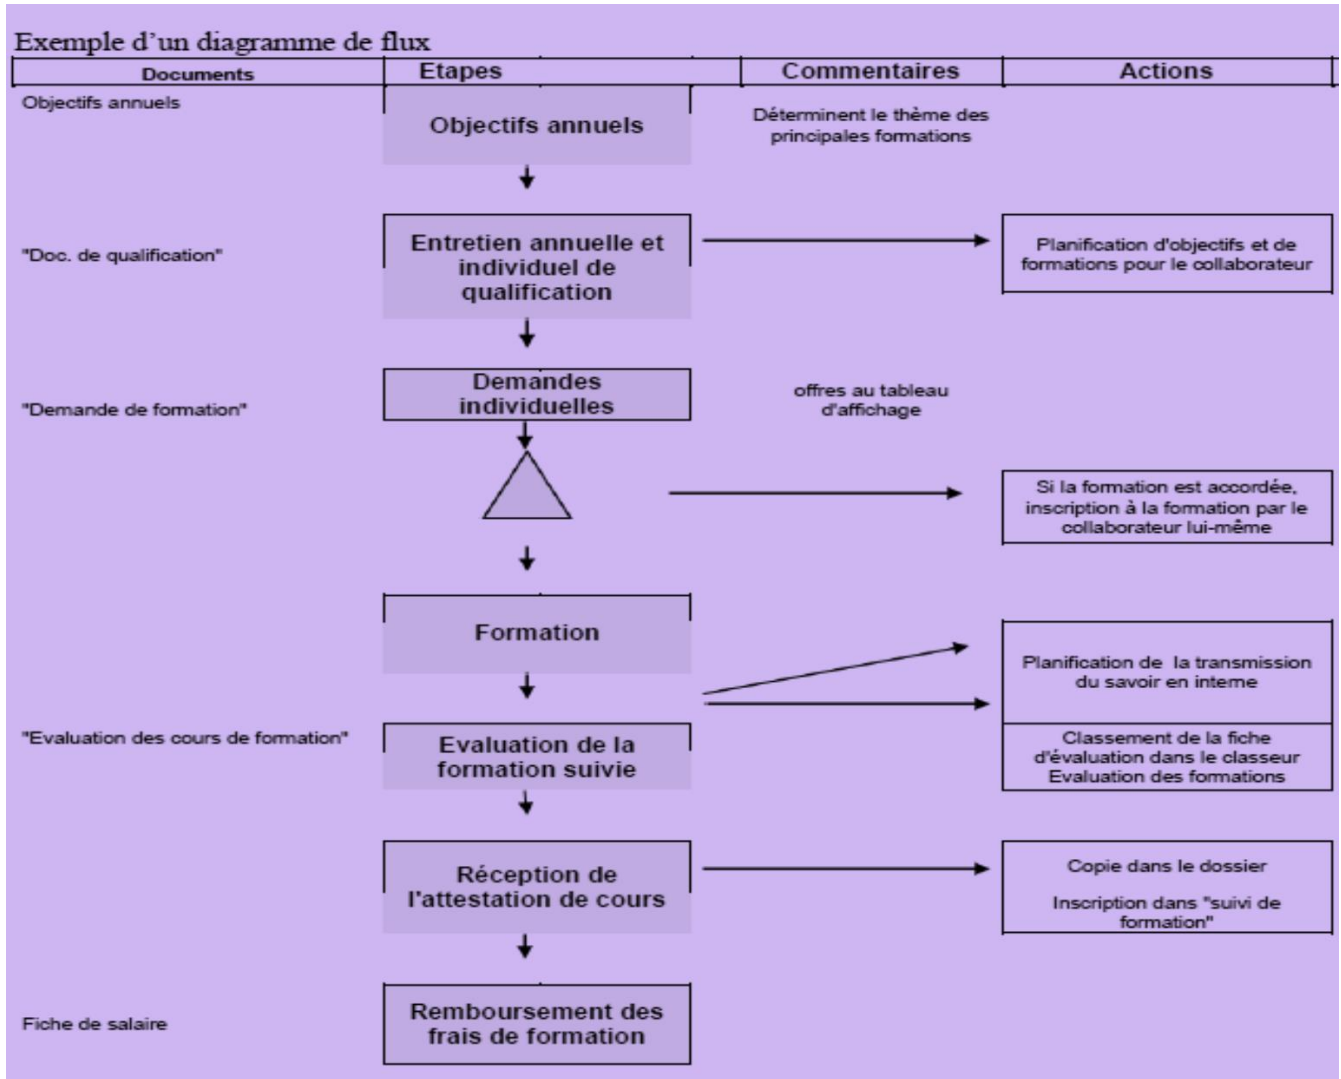 Exemple d'un diagramme de flux
Documents
Etapes
Commentaires
Actions
Objectifs annuels
Objectifs annuels
Déterminent le thème des
principales formations
"Doc. de qualification"
Entretien annuelle et
individuel de
qualification
Planification d'objectifs et de
formations pour le collaborateur
"Demande de formation"
Demandes
individuelles
offres au tableau
d'affichage
Si la formation est accordée,
inscription à la formation par le
collaborateur lui-même
Formation
Planification de la transmission
du savoir en interne
"Evaluation des cours de formation"
Evaluation de la
formation suivie
Classement de la fiche
d'évaluation dans le classeur
Evaluation des formations
Réception de
l'attestation de cours
Copie dans le dossier
Inscription dans "suivi de
formation"
Fiche de salaire
Remboursement des
frais de formation